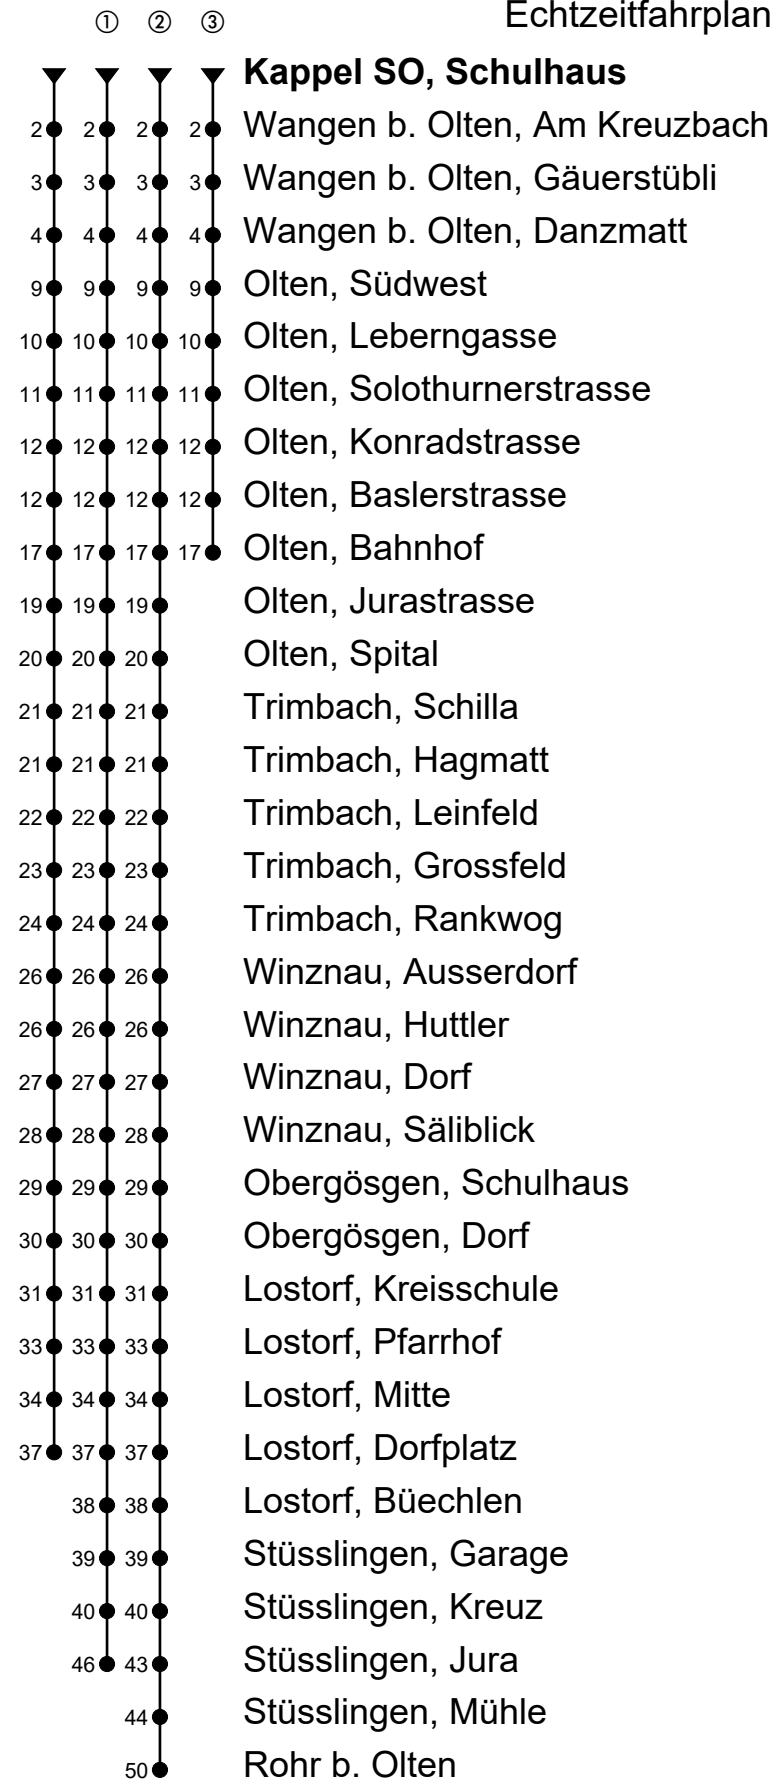 Echtzeitfahrplan
① ② ③
Kappel SO, Schulhaus
2 2 2 2 Wangen b. Olten, Am Kreuzbach
3 3 3 3 Wangen b. Olten, Gäuerstübli
4 4 4 4 Wangen b. Olten, Danzmatt
9 9 9 9 Olten, Südwest
10 10 10 10 Olten, Leberngasse
11 11 11 11 Olten, Solothurnerstrasse
12 12 12 12 Olten, Konradstrasse
12 12 12 12 Olten, Baslerstrasse
17 17 17 17 Olten, Bahnhof
19 19 19 Olten, Jurastrasse
20 20 20 Olten, Spital
21 21 21 Trimbach, Schilla
21 21 21 Trimbach, Hagmatt
22 22 22 Trimbach, Leinfeld
23 23 23 Trimbach, Grossfeld
24 24 24 Trimbach, Rankwog
26 26 26 Winznau, Ausserdorf
26 26 26 Winznau, Huttler
27 27 27 Winznau, Dorf
28 28 28 Winznau, Säliblick
29 29 29 Obergösgen, Schulhaus
30 30 30 Obergösgen, Dorf
31 31 31 Lostorf, Kreisschule
33 33 33 Lostorf, Pfarrhof
34 34 34 Lostorf, Mitte
37 37 37 Lostorf, Dorfplatz
38 38 Lostorf, Büechlen
39 39 Stüsslingen, Garage
40 40 Stüsslingen, Kreuz
46 43 Stüsslingen, Jura
44 Stüsslingen, Mühle
50 Rohr b. Olten